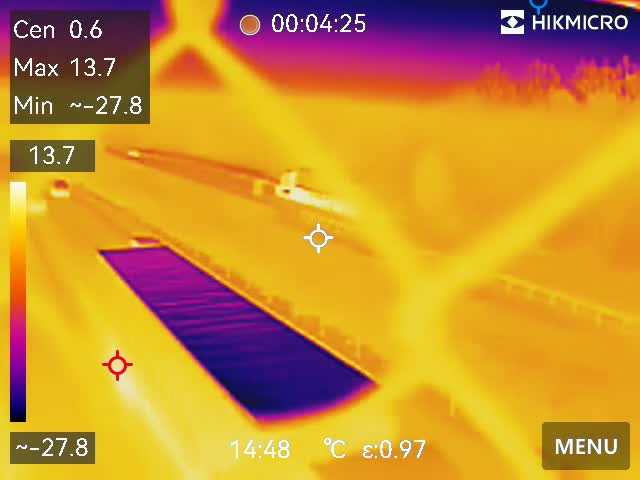 Cen 0.6
Max 13.7
Min ~-27.8
00:04:25
HIKMICRO
13.7
~-27.8
14:48 ℃ ε:0.97
MENU